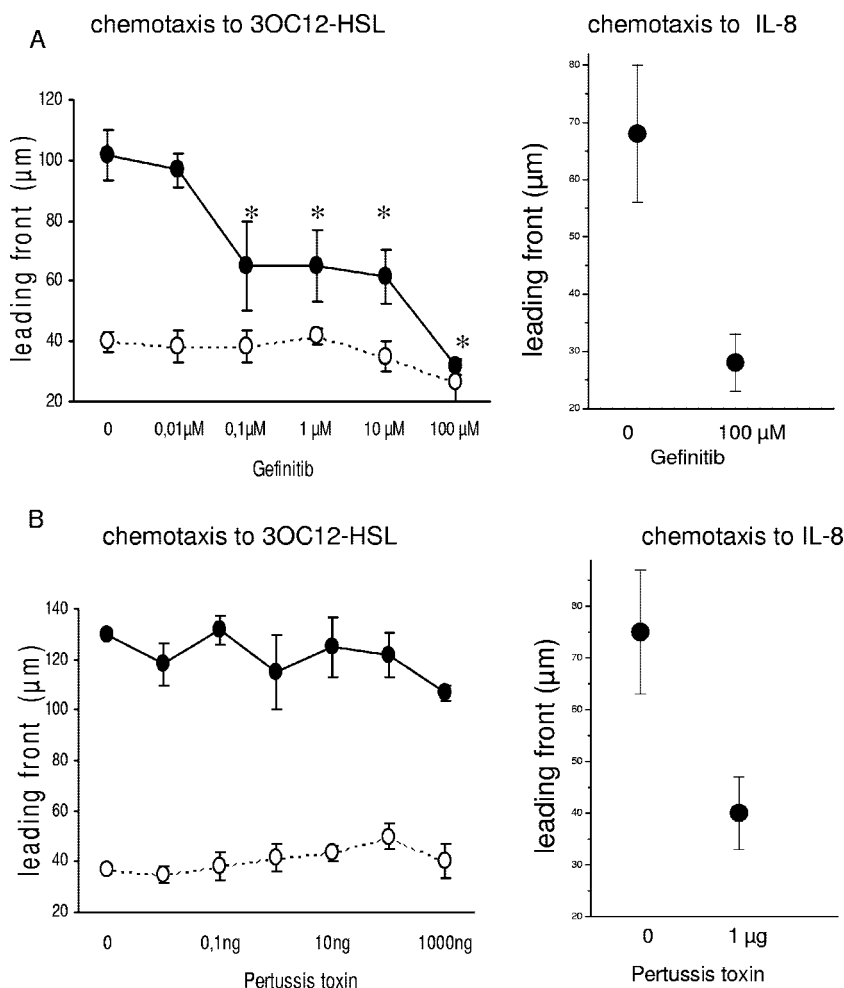 A
chemotaxis to 3OC12-HSL
120
100
80
60
40
20
leading front (µm)
* * * *
0 0,01µM 0,1µM 1 µM 10 µM 100 µM
Gefinitib
chemotaxis to IL-8
80
70
60
50
40
30
20
leading front (µm)
0 100 µM
Gefinitib
B
chemotaxis to 3OC12-HSL
140
120
100
80
60
40
20
leading front (µm)
0 0,1ng 10ng 1000ng
Pertussis toxin
chemotaxis to IL-8
80
70
60
50
40
30
20
leading front (µm)
0 1 µg
Pertussis toxin